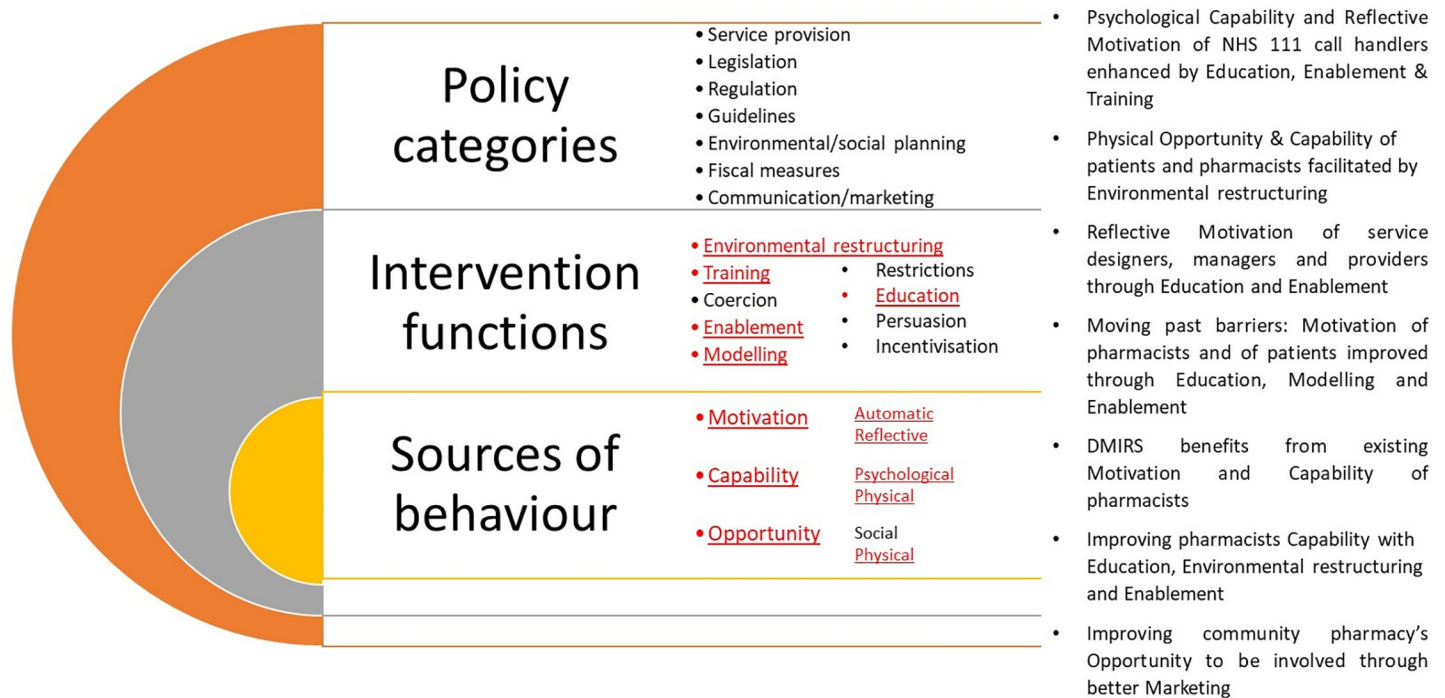 Policy
categories
• Service provision
• Legislation
• Regulation
• Guidelines
• Environmental/social planning
• Fiscal measures
• Communication/marketing
Intervention
functions
• Environmental restructuring
• Training
• Coercion
• Enablement
• Modelling
• Restrictions
• Education
• Persuasion
• Incentivisation
Sources of
behaviour
• Motivation
Automatic
Reflective
• Capability
Psychological
Physical
• Opportunity
Social
Physical
• Psychological Capability and Reflective
Motivation of NHS 111 call handlers
enhanced by Education, Enablement &
Training
• Physical Opportunity & Capability of
patients and pharmacists facilitated by
Environmental restructuring
• Reflective Motivation of service
designers, managers and providers
through Education and Enablement
• Moving past barriers: Motivation of
pharmacists and of patients improved
through Education, Modelling and
Enablement
• DMIRS benefits from existing
Motivation and Capability of
pharmacists
• Improving pharmacists Capability with
Education, Environmental restructuring
and Enablement
• Improving community pharmacy’s
Opportunity to be involved through
better Marketing